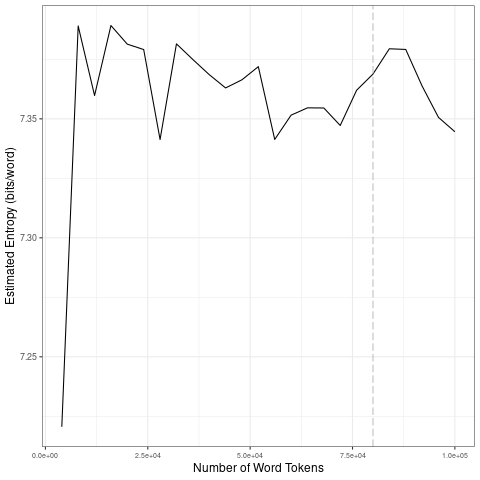 Estimated Entropy (bits/word)
7.35
7.30
7.25
0.0e+00 2.5e+04 5.0e+04 7.5e+04 1.0e+05
Number of Word Tokens